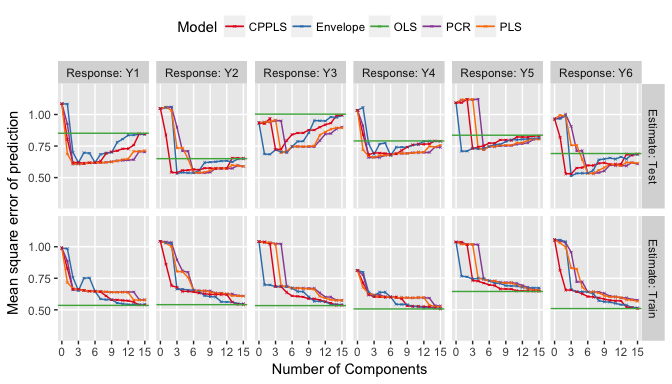 Model CPPLS Envelope OLS PCR PLS
Response: Y1 Response: Y2 Response: Y3 Response: Y4 Response: Y5 Response: Y6
Mean square error of prediction
1.00
0.75
0.50
Estimate: Test
1.00
0.75
0.50
Estimate: Train
0 3 6 9 12 15 0 3 6 9 12 15 0 3 6 9 12 15 0 3 6 9 12 15 0 3 6 9 12 15 0 3 6 9 12 15
Number of Components